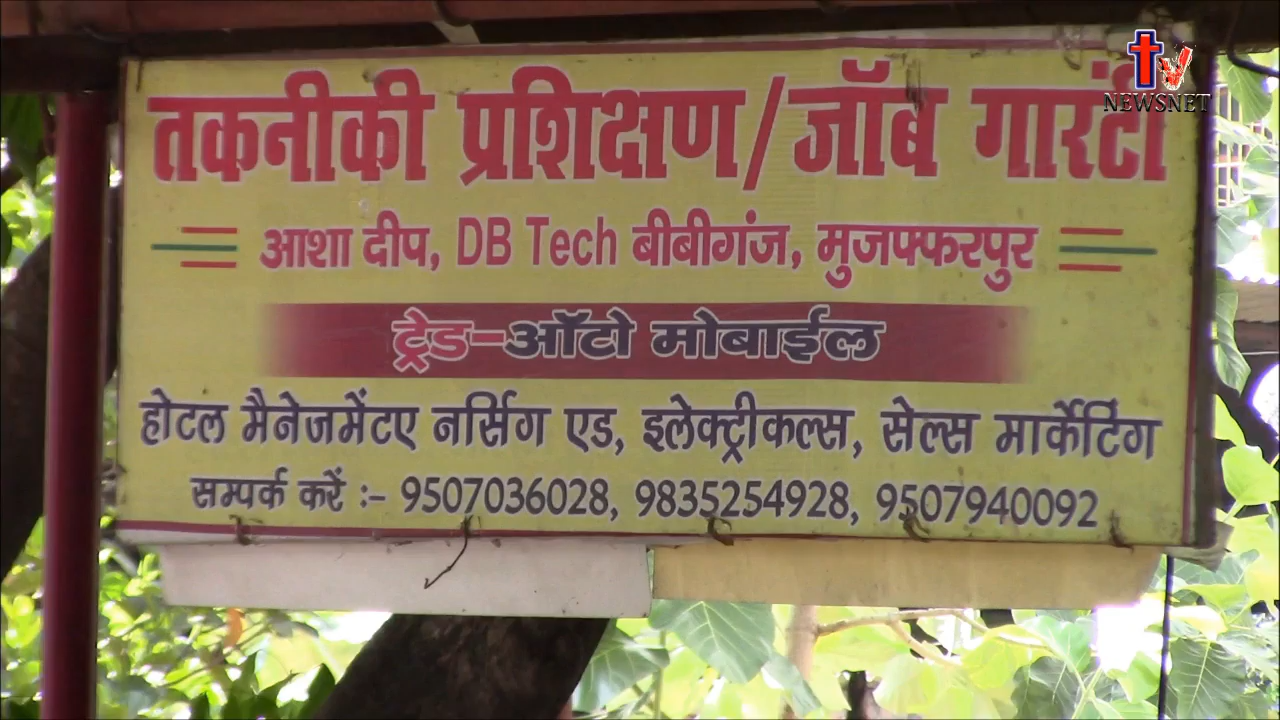 तकनीकी प्रशिक्षण/जॉब गारंटी
आशा दीप, DB Tech बीबीगंज, मुजफ्फरपुर
ट्रेड-ऑटो मोबाईल
होटल मैनेजमेंटए नर्सिग एड, इलेक्ट्रीकल्स, सेल्स मार्केटिंग
सम्पर्क करें :- 9507036028, 9835254928, 9507940092
tv
NEWSNET